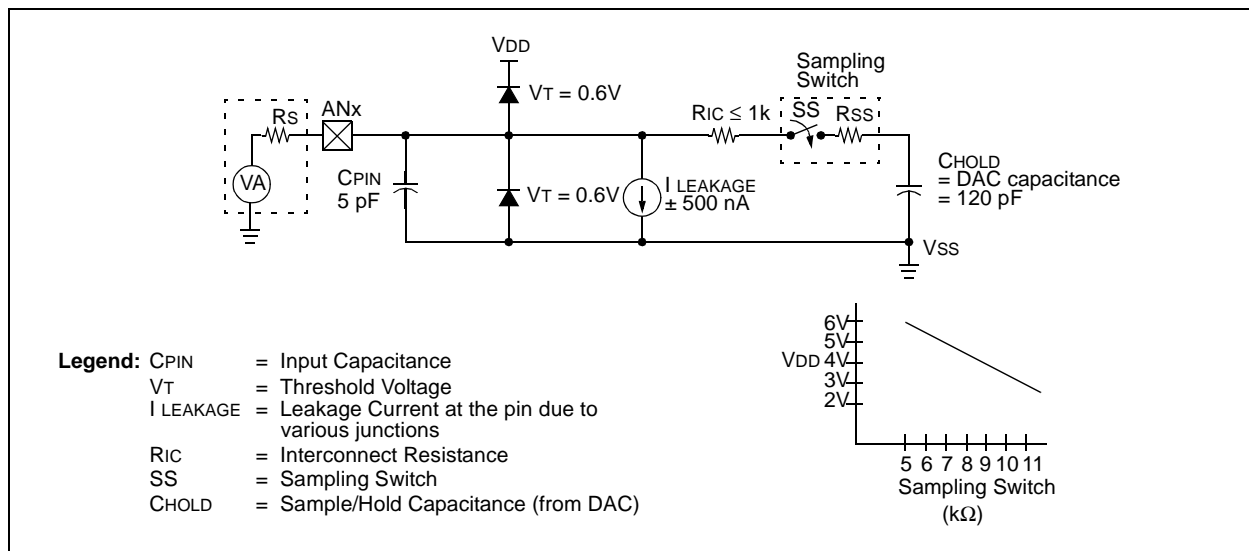 VDD
Sampling
Switch
VT = 0.6V
RS
ANx
RIC ≤ 1k
SS
RSS
VA
CPIN
5 pF
VT = 0.6V
I LEAKAGE
± 500 nA
CHOLD
= DAC capacitance
= 120 pF
VSS
Legend: CPIN = Input Capacitance
VT = Threshold Voltage
I LEAKAGE = Leakage Current at the pin due to
various junctions
RIC = Interconnect Resistance
SS = Sampling Switch
CHOLD = Sample/Hold Capacitance (from DAC)
6V
5V
VDD 4V
3V
2V
5 6 7 8 9 10 11
Sampling Switch
(kΩ)